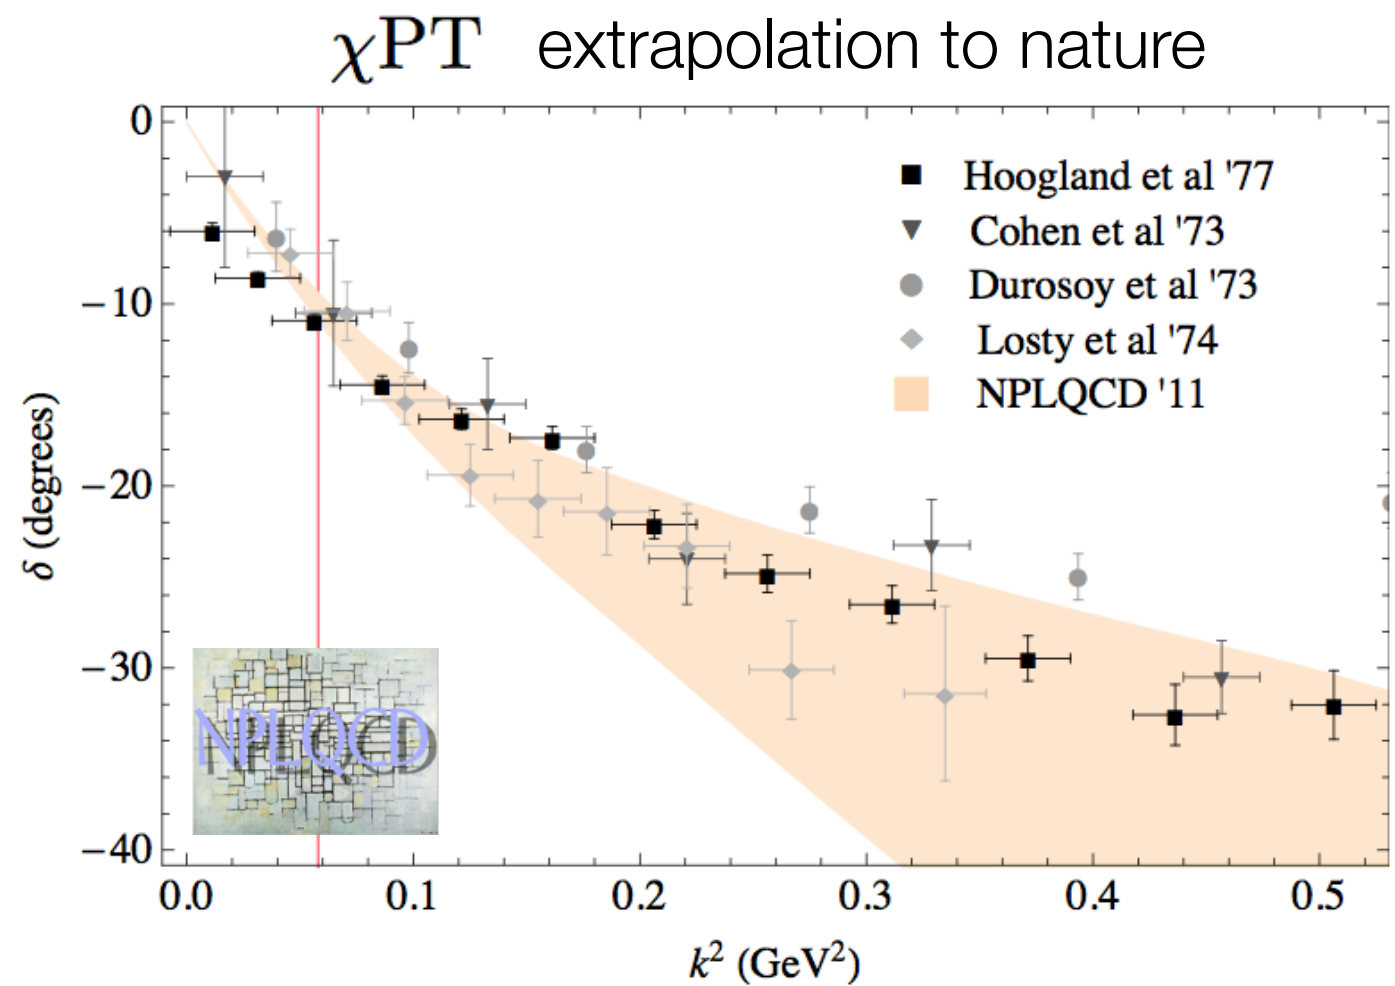 χPT extrapolation to nature
0
−10
−20
−30
−40
δ (degrees)
Hoogland et al '77
Cohen et al '73
Durosoy et al '73
Losty et al '74
NPLQCD '11
NPLQCD
0.0 0.1 0.2 0.3 0.4 0.5
k² (GeV²)